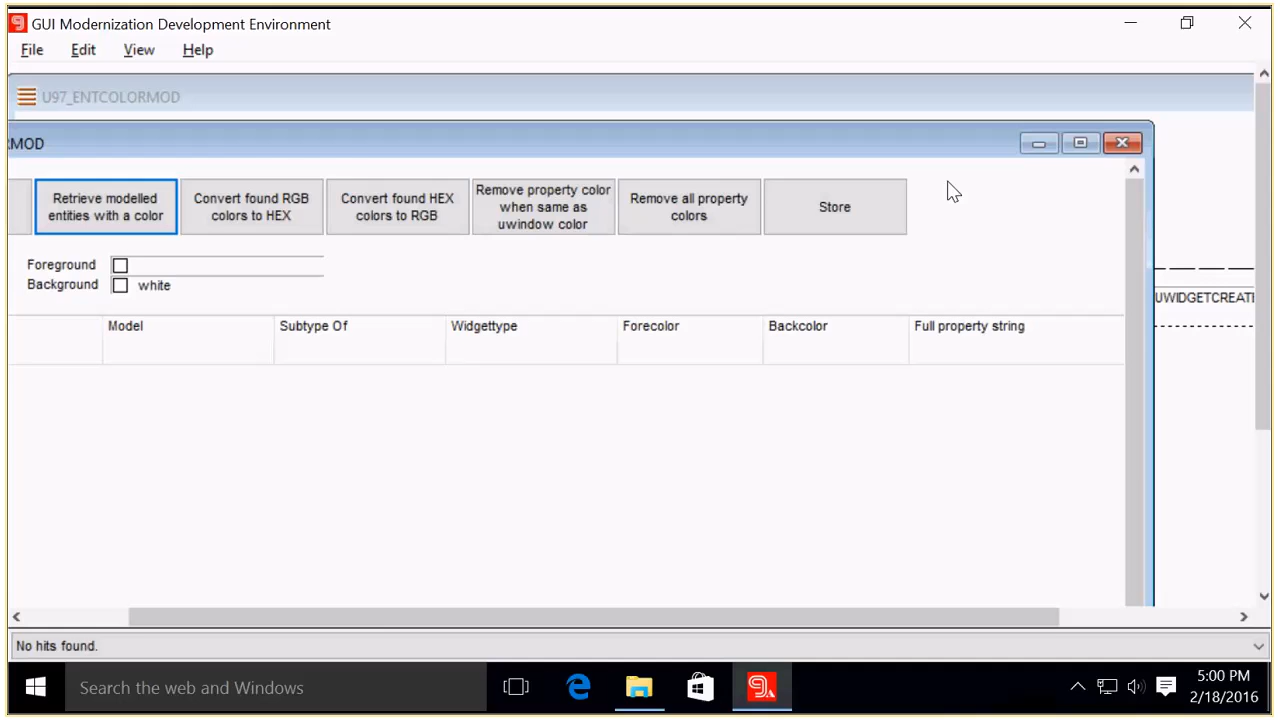 GUI Modernization Development Environment
File Edit View Help
U97_ENTCOLORMOD
RMOD
Retrieve modelled
entities with a color
Convert found RGB
colors to HEX
Convert found HEX
colors to RGB
Remove property color
when same as
uwindow color
Remove all property
colors
Store
Foreground
Background white
UWIDGETCREATI
Model Subtype Of Widgettype Forecolor Backcolor Full property string
No hits found.
Search the web and Windows
5:00 PM
2/18/2016